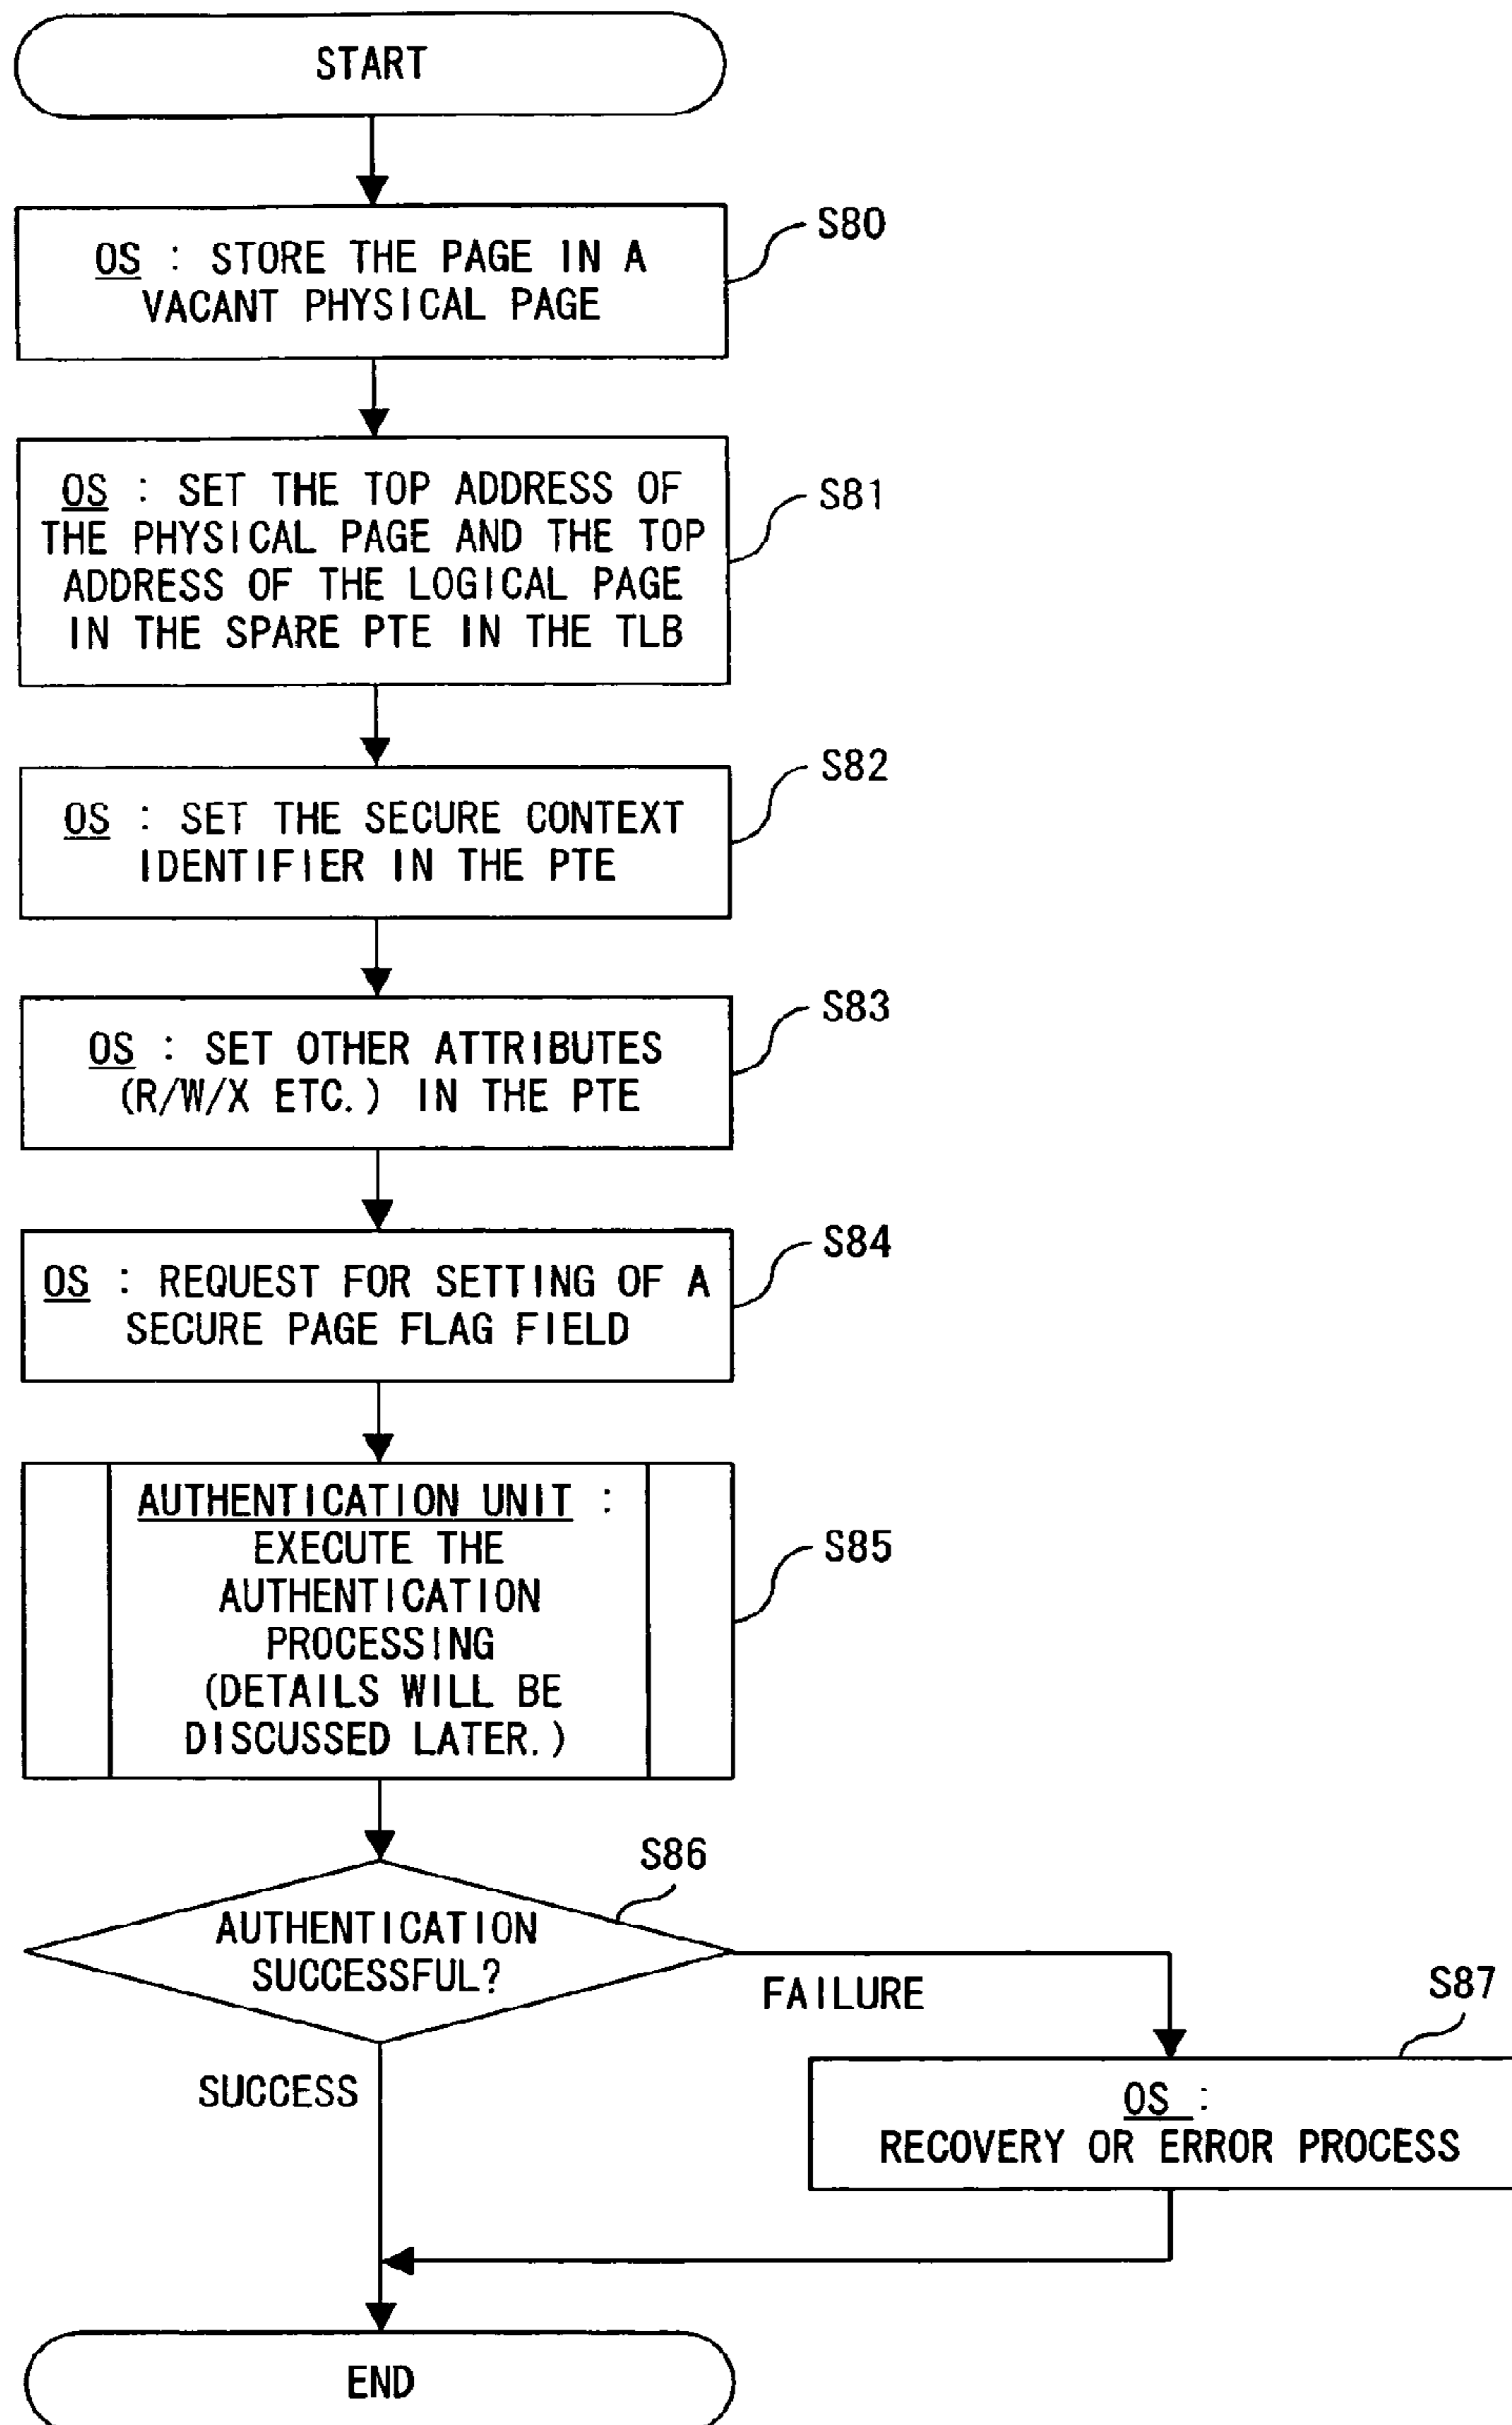 START
S80
OS : STORE THE PAGE IN A
VACANT PHYSICAL PAGE
S81
OS : SET THE TOP ADDRESS OF
THE PHYSICAL PAGE AND THE TOP
ADDRESS OF THE LOGICAL PAGE
IN THE SPARE PTE IN THE TLB
S82
OS : SET THE SECURE CONTEXT
IDENTIFIER IN THE PTE
S83
OS : SET OTHER ATTRIBUTES
(R/W/X ETC.) IN THE PTE
S84
OS : REQUEST FOR SETTING OF A
SECURE PAGE FLAG FIELD
S85
AUTHENTICATION UNIT :
EXECUTE THE
AUTHENTICATION
PROCESSING
(DETAILS WILL BE
DISCUSSED LATER.)
S86
AUTHENTICATION
SUCCESSFUL?
FAILURE
SUCCESS
S87
OS :
RECOVERY OR ERROR PROCESS
END